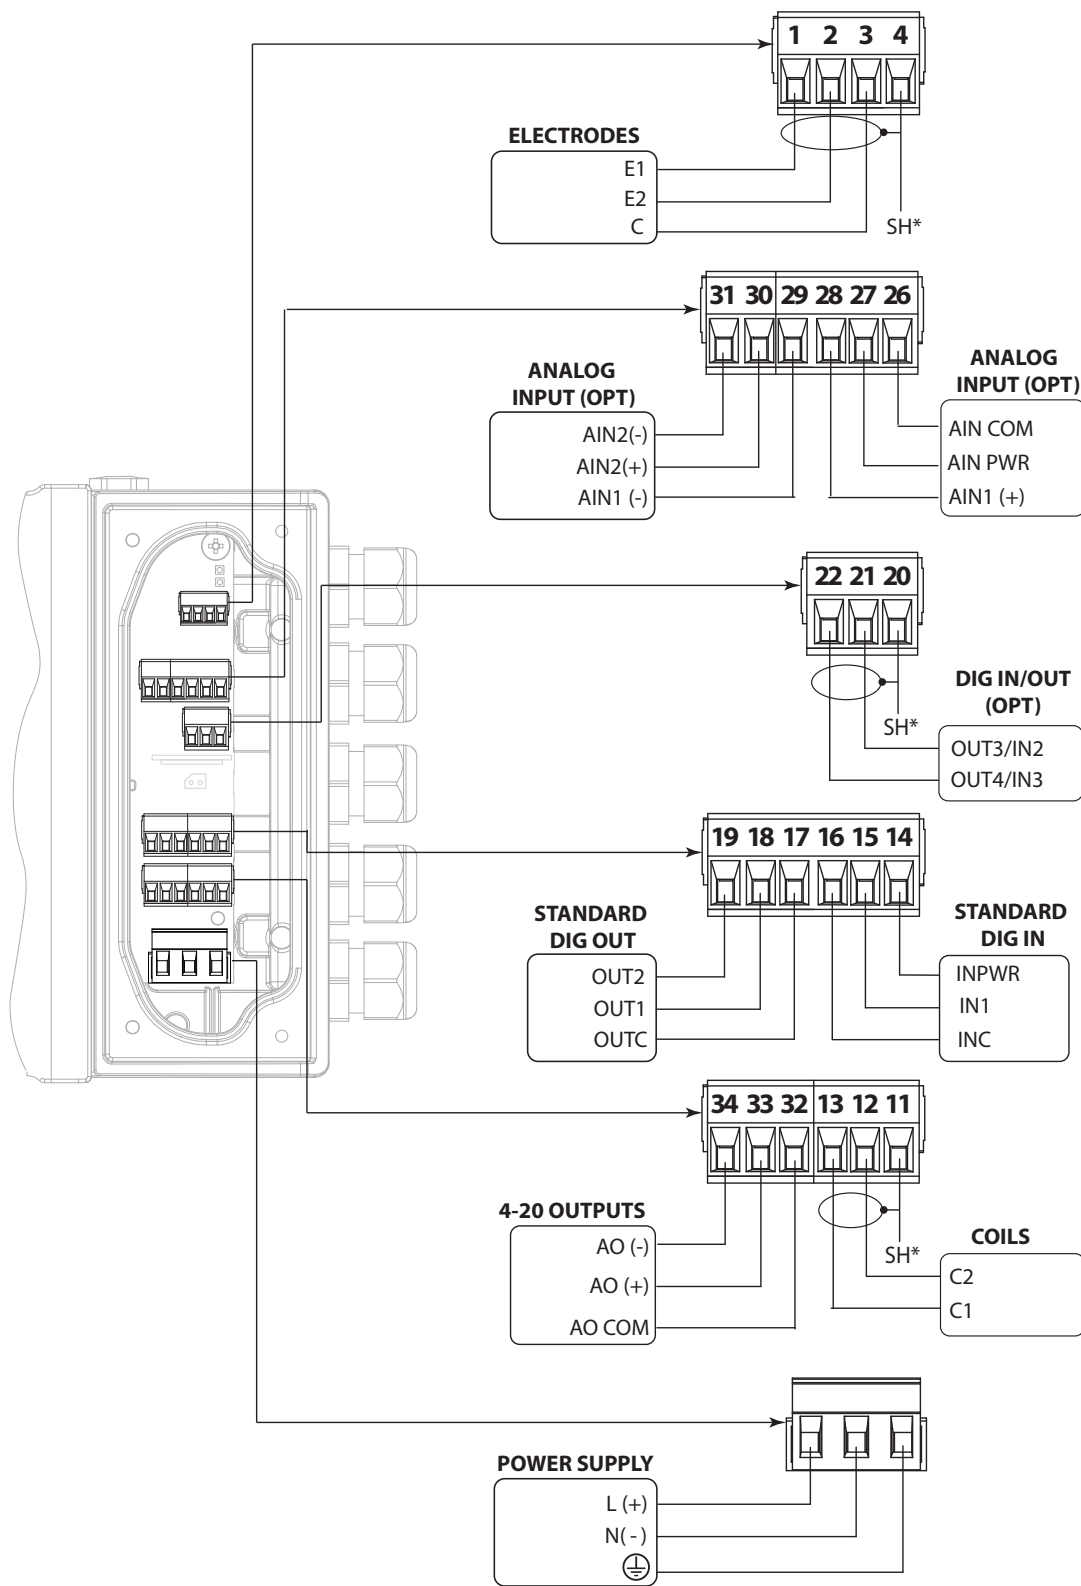 1 2 3 4
ELECTRODES
E1
E2
C
SH*
31 30 29 28 27 26
ANALOG
INPUT (OPT)
AIN2(-)
AIN2(+)
AIN1 (-)
ANALOG
INPUT (OPT)
AIN COM
AIN PWR
AIN1 (+)
22 21 20
SH*
DIG IN/OUT
(OPT)
OUT3/IN2
OUT4/IN3
19 18 17 16 15 14
STANDARD
DIG OUT
OUT2
OUT1
OUTC
STANDARD
DIG IN
INPWR
IN1
INC
34 33 32 13 12 11
4-20 OUTPUTS
AO (-)
AO (+)
AO COM
SH*
COILS
C2
C1
POWER SUPPLY
L (+)
N( - )